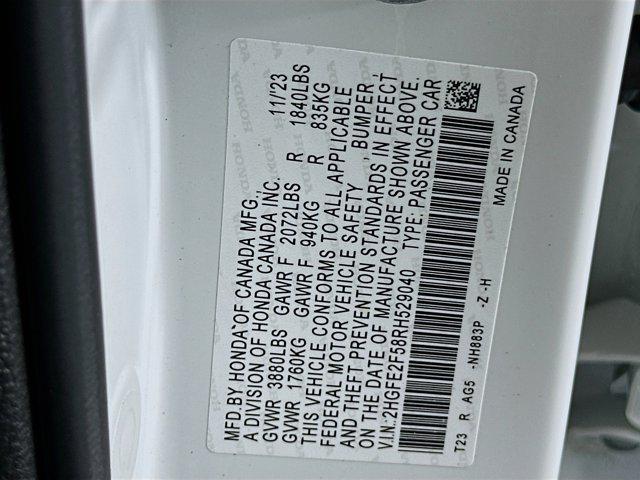 MFD.BY HONDA OF CANADA MFG., 11/23
A DIVISION OF HONDA CANADA INC.
GVWR 3880LBS GAWR F 2072LBS R 1840LBS
GVWR 1760KG GAWR F 940KG R 835KG
THIS VEHICLE CONFORMS TO ALL APPLICABLE
FEDERAL MOTOR VEHICLE SAFETY , BUMPER ,
AND THEFT PREVENTION STANDARDS IN EFFECT
ON THE DATE OF MANUFACTURE SHOWN ABOVE.
V.I.N.:2HGFE2F58RH529040 TYPE: PASSENGER CAR
T23 R AG5 -NH883P -Z -H
MADE IN CANADA